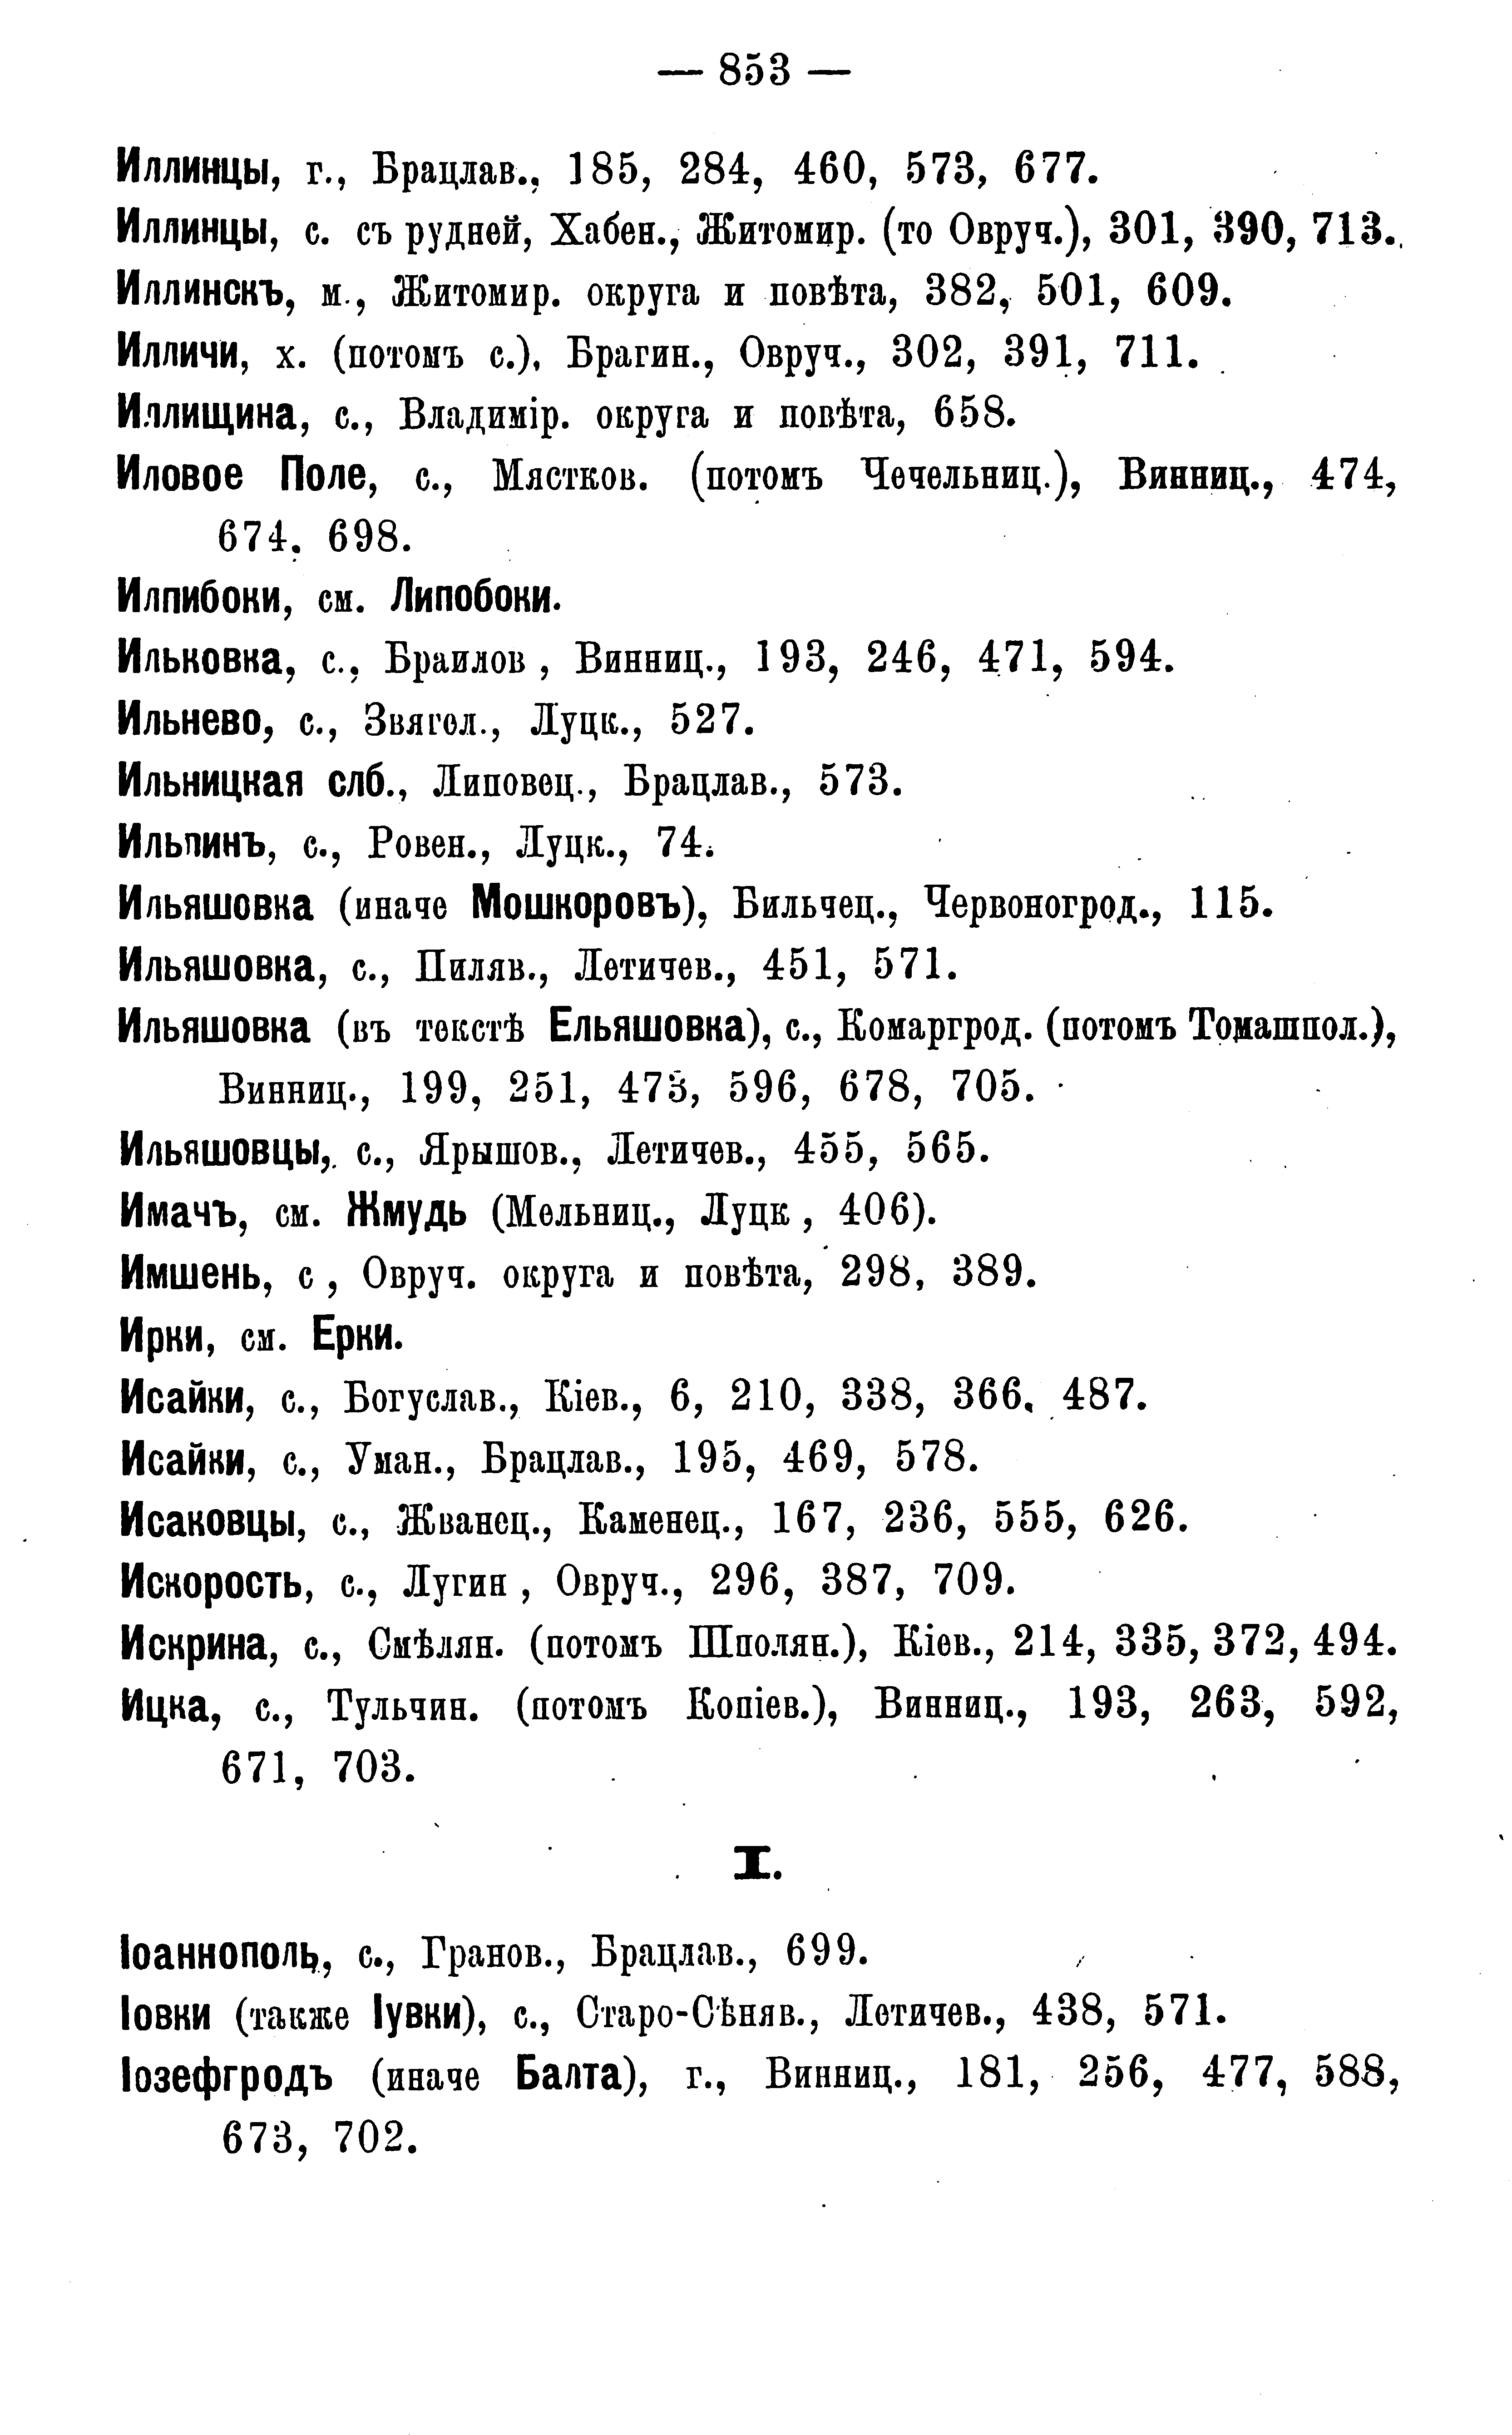 — 853 —
Иллинцы, г., Брацлав., 185, 284, 460, 573, 677.
Иллинцы, с. съ рудней, Хабен., Житомир. (то Овруч.), 301, 390, 713.
Иллинскъ, м., Житомир. округа и повѣта, 382, 501, 609.
Илличи, х. (потомъ с.), Брагин., Овруч., 302, 391, 711.
Иллищина, с., Владимір. округа и повѣта, 658.
Иловое Поле, с., Мястков. (потомъ Чечельниц.), Винниц., 474,
674, 698.
Илпибоки, см. Липобоки.
Ильковка, с., Браилов , Винниц., 193, 246, 471, 594.
Ильнево, с., Звягел., Луцк., 527.
Ильницкая слб., Липовец., Брацлав., 573.
Ильпинъ, с., Ровен., Луцк., 74.
Ильяшовка (иначе Мошкоровъ), Бильчец., Червоногрод., 115.
Ильяшовка, с., Пиляв., Летичев., 451, 571.
Ильяшовка (въ текстѣ Ельяшовка), с., Комаргрод. (потомъ Томашпол.),
Винниц., 199, 251, 473, 596, 678, 705.
Ильяшовцы, с., Ярышов., Летичев., 455, 565.
Имачъ, см. Жмудь (Мельниц., Луцк , 406).
Имшень, с , Овруч. округа и повѣта, 298, 389.
Ирки, см. Ерки.
Исайки, с., Богуслав., Кіев., 6, 210, 338, 366, 487.
Исайки, с., Уман., Брацлав., 195, 469, 578.
Исаковцы, с., Жванец., Каменец., 167, 236, 555, 626.
Искорость, с., Лугин , Овруч., 296, 387, 709.
Искрина, с., Смѣлян. (потомъ Шполян.), Кіев., 214, 335, 372, 494.
Ицка, с., Тульчин. (потомъ Копіев.), Винниц., 193, 263, 592,
671, 703.
І.
Іоаннополь, с., Гранов., Брацлав., 699.
Іовки (также Іувки), с., Старо-Сѣняв., Летичев., 438, 571.
Іозефгродъ (иначе Балта), г., Винниц., 181, 256, 477, 588,
673, 702.